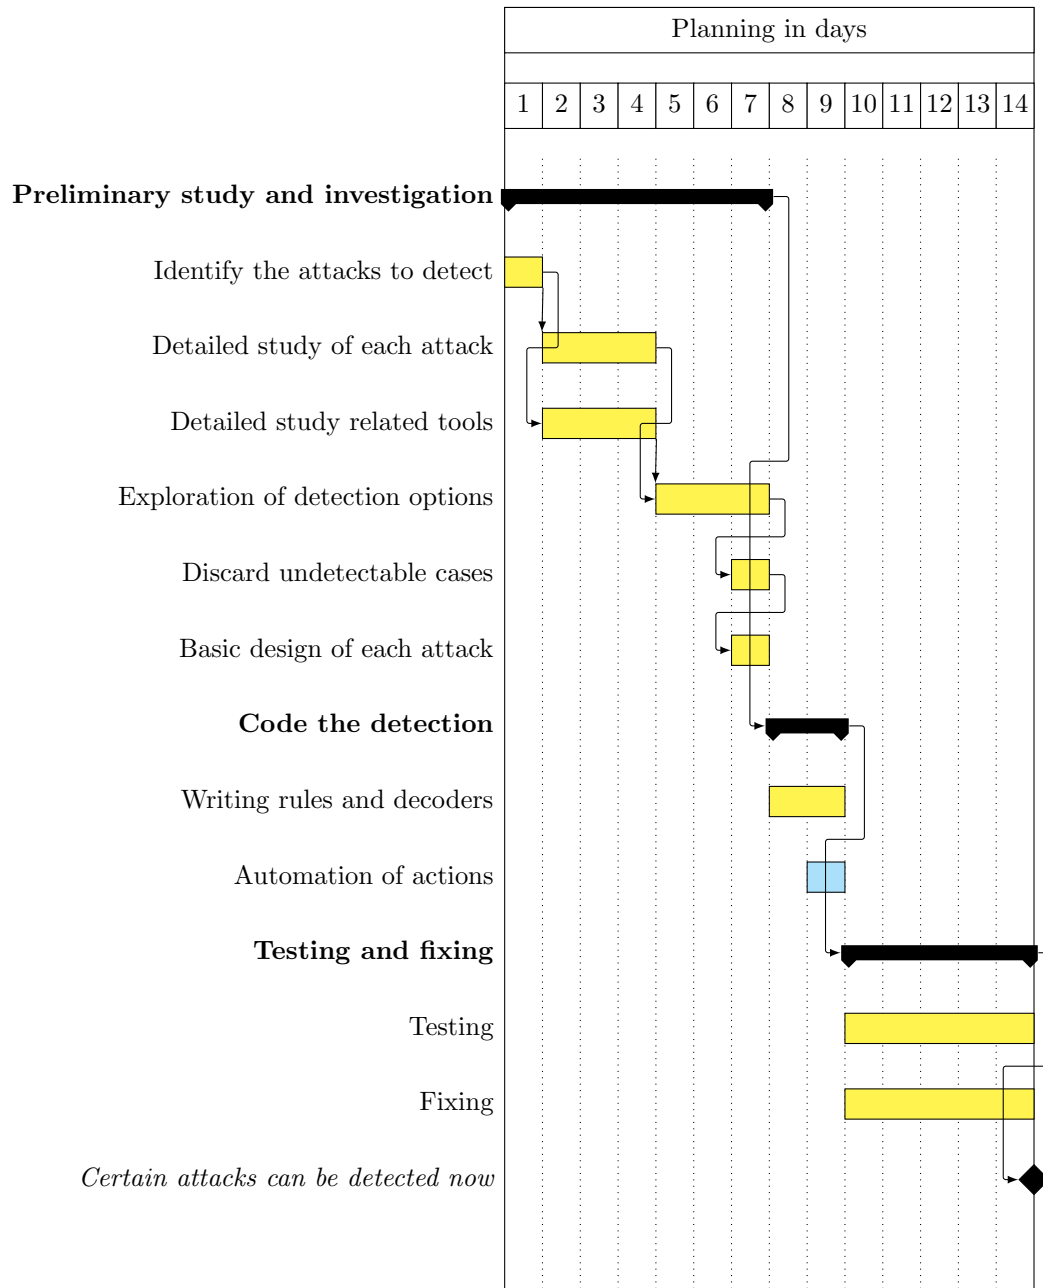 Planning in days
1 2 3 4 5 6 7 8 9 10 11 12 13 14
Preliminary study and investigation
Identify the attacks to detect
Detailed study of each attack
Detailed study related tools
Exploration of detection options
Discard undetectable cases
Basic design of each attack
Code the detection
Writing rules and decoders
Automation of actions
Testing and fixing
Testing
Fixing
Certain attacks can be detected now